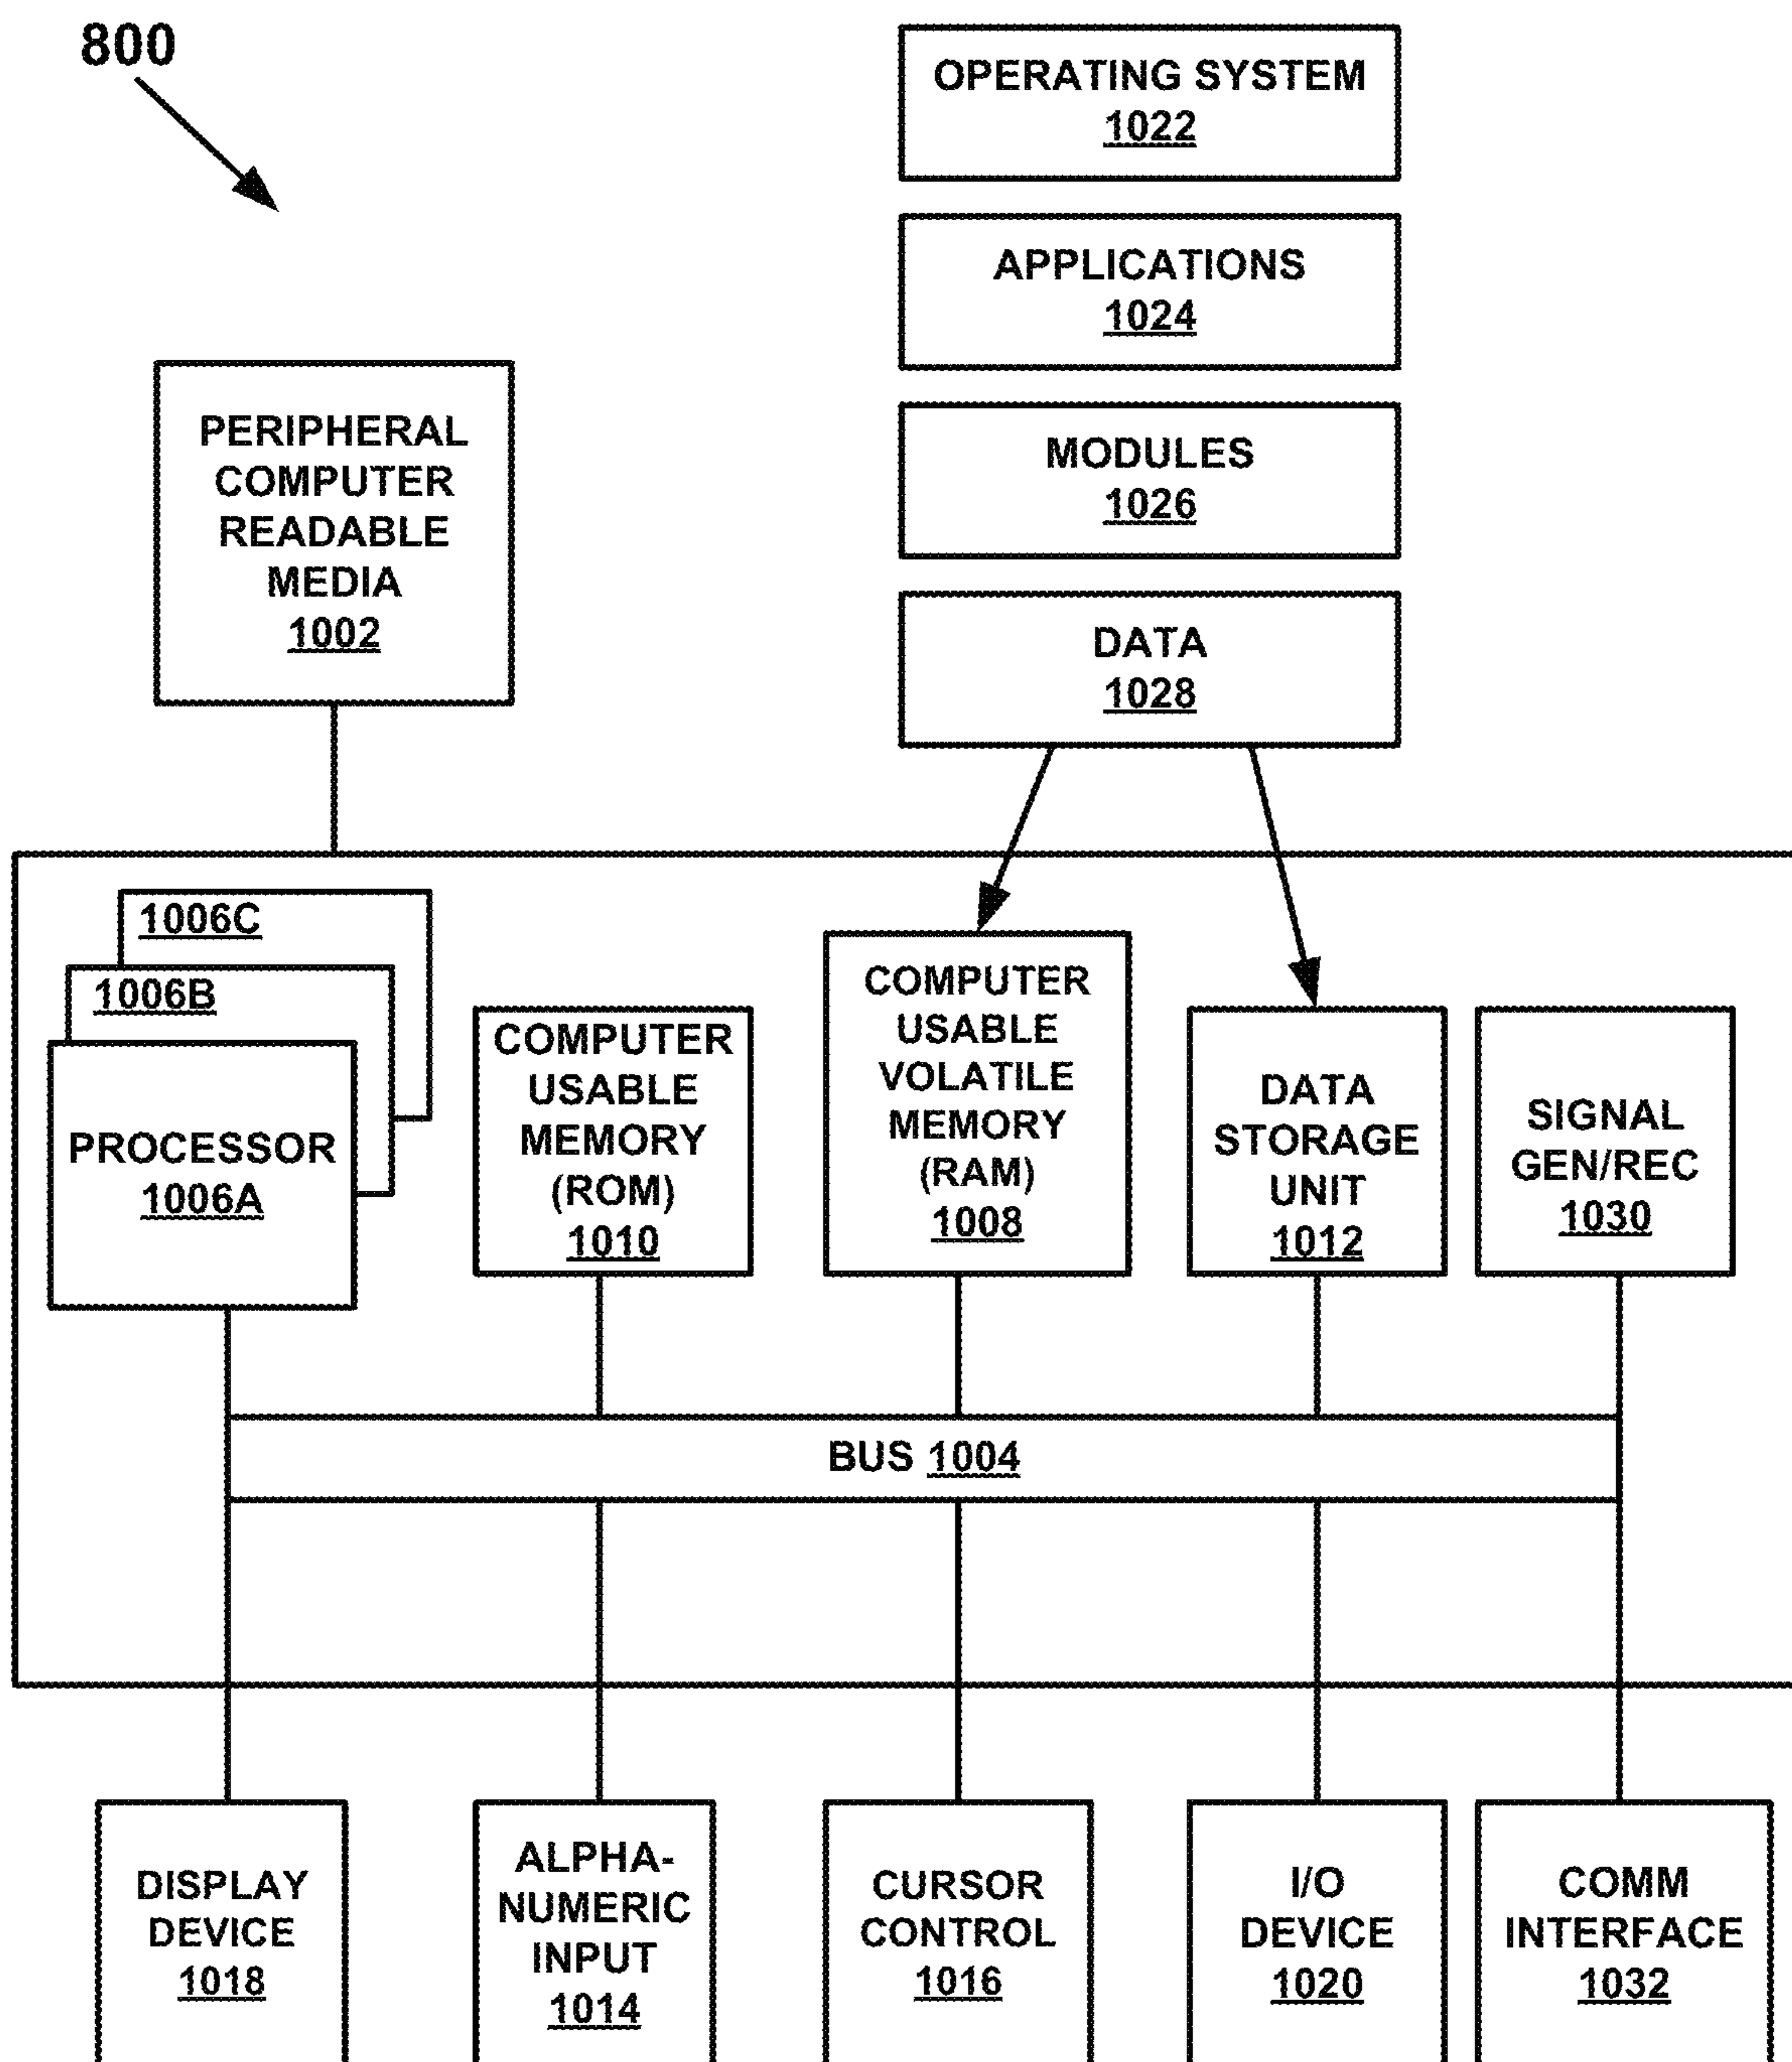 800
OPERATING SYSTEM
1022
APPLICATIONS
1024
MODULES
1026
DATA
1028
PERIPHERAL
COMPUTER
READABLE
MEDIA
1002
1006C
1006B
PROCESSOR
1006A
COMPUTER
USABLE
MEMORY
(ROM)
1010
COMPUTER
USABLE
VOLATILE
MEMORY
(RAM)
1008
DATA
STORAGE
UNIT
1012
SIGNAL
GEN/REC
1030
BUS 1004
DISPLAY
DEVICE
1018
ALPHA-
NUMERIC
INPUT
1014
CURSOR
CONTROL
1016
I/O
DEVICE
1020
COMM
INTERFACE
1032